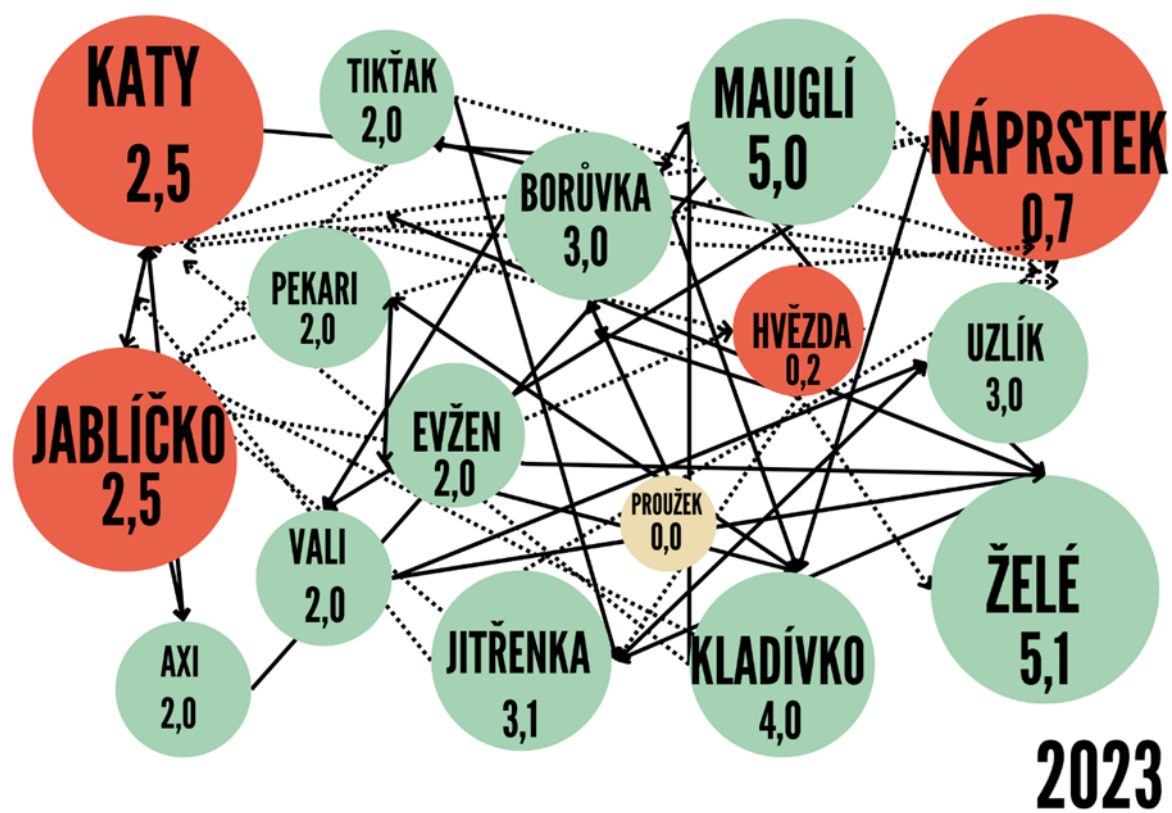 KATY
2,5
TIKŤAK
2,0
MAUGLÍ
5,0
NÁPRSTEK
0,7
BORŮVKA
3,0
PEKARI
2,0
HVĚZDA
0,2
UZLÍK
3,0
JABLÍČKO
2,5
EVŽEN
2,0
PROUŽEK
0,0
VALI
2,0
ŽELÉ
5,1
AXI
2,0
JITŘENKA
3,1
KLADÍVKO
4,0
2023